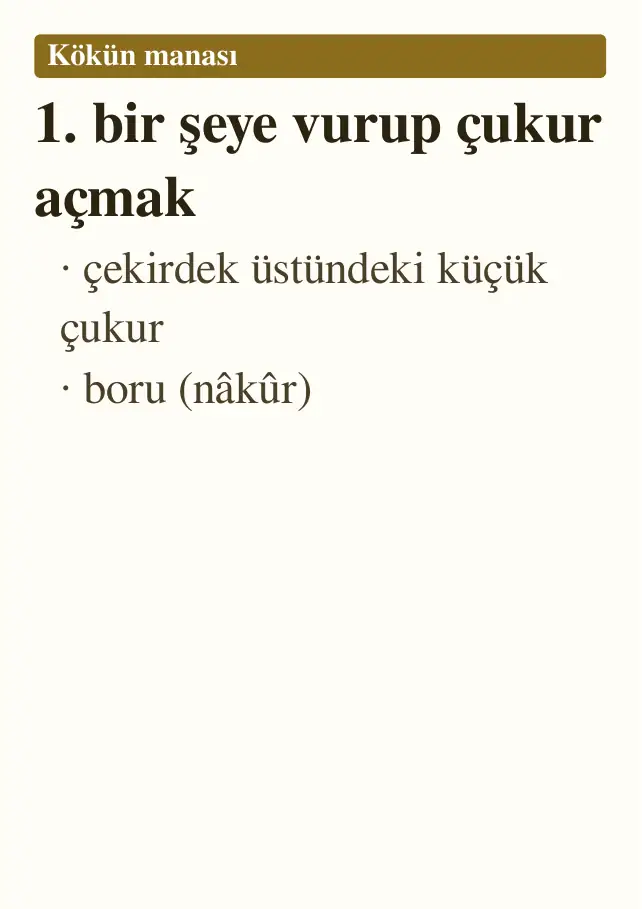 Kökün manası
1. bir şeye vurup çukur
açmak
· çekirdek üstündeki küçük
çukur
· boru (nâkûr)